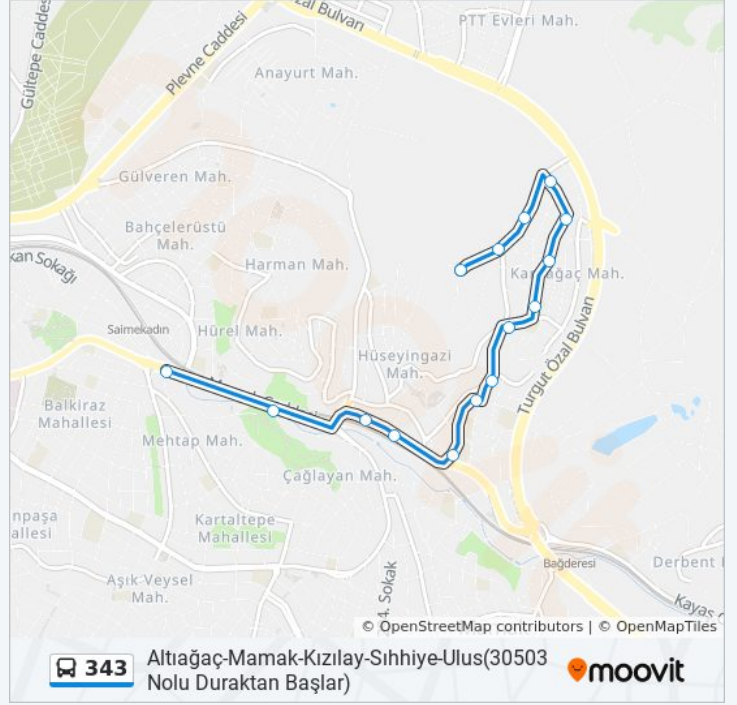 zal Bulvarı
PTT Evleri Mah.
Gültepe Caddes
Plevne Caddesi
Anayurt Mah.
Gülveren Mah.
Bahçelerüstü
Mah.
kan Sokağı
Harman Mah.
Mah.
Saimekadın
Hürel Mah.
Hüseyingazi
Mah.
Turgut Özal Bulvarı
Balkiraz
Mahallesi
Mehtap Mah.
Çağlayan Mah.
npaşa
allesi
Kartaltepe
Mahallesi
Aşık Veysel
Mah.
4. Sokak
Bağderesi
Derbent
Kayaş
© OpenStreetMap contributors | © OpenMapTiles
343
Altıağaç-Mamak-Kızılay-Sıhhiye-Ulus(30503
Nolu Duraktan Başlar)
moovit